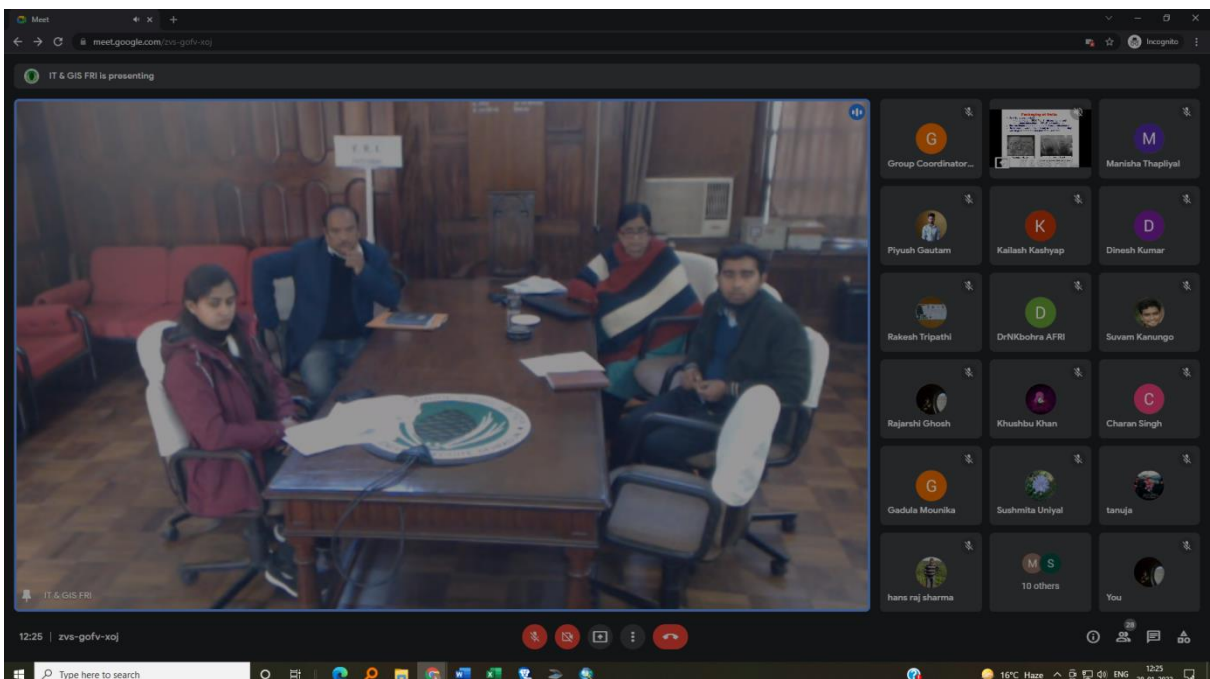 Meet
meet.google.com/zvs-gofv-xoj
Incognito
IT & GIS FRI is presenting
F. R. I.
G
Group Coordinator...
M
Manisha Thapliyal
Piyush Gautam
K
Kailash Kashyap
D
Dinesh Kumar
Rakesh Tripathi
D
DrNKbohra AFRI
Suvam Kanungo
Rajarshi Ghosh
Khushbu Khan
C
Charan Singh
G
Gadula Mounika
Sushmita Uniyal
tanuja
hans raj sharma
M S
10 others
You
IT & GIS FRI
12:25 | zvs-gofv-xoj
28
Type here to search
16°C Haze
ENG
12:25